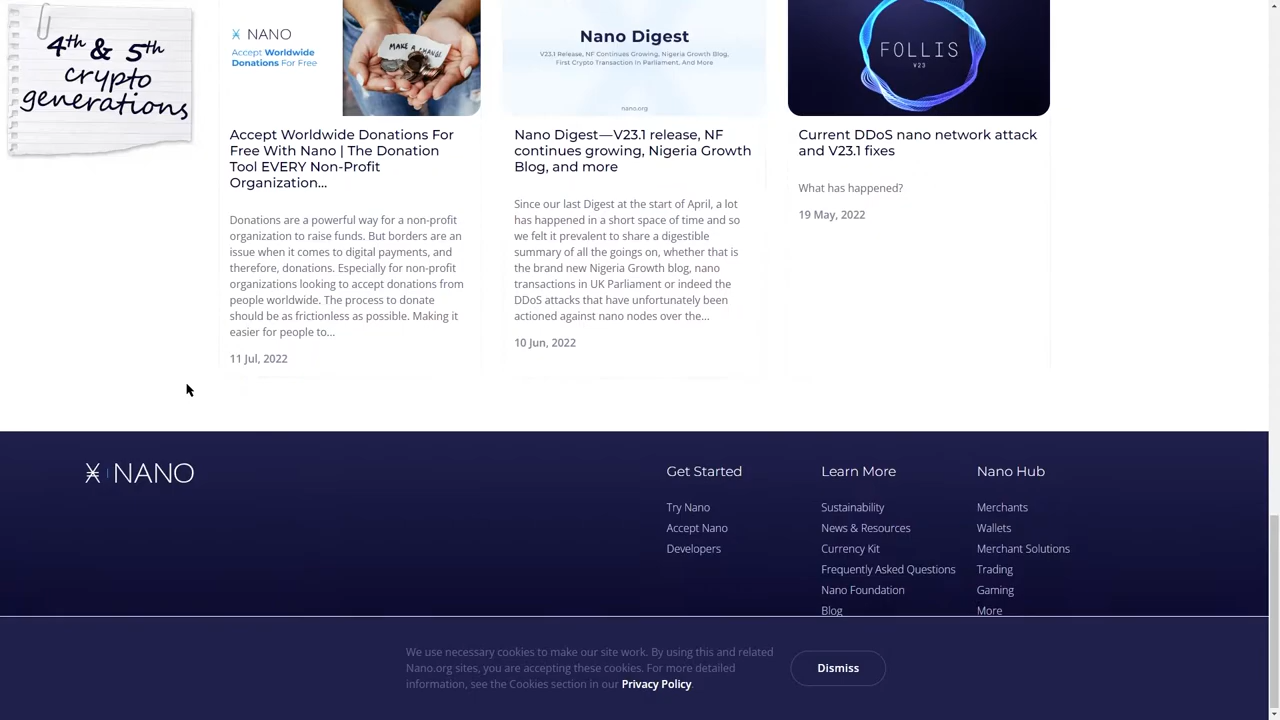 4th & 5th
crypto
generations
NANO
Accept Worldwide
Donations For Free
MAKE A CHANGE
Accept Worldwide Donations For
Free With Nano | The Donation
Tool EVERY Non-Profit
Organization...
Donations are a powerful way for a non-profit
organization to raise funds. But borders are an
issue when it comes to digital payments, and
therefore, donations. Especially for non-profit
organizations looking to accept donations from
people worldwide. The process to donate
should be as frictionless as possible. Making it
easier for people to...
11 Jul, 2022
Nano Digest
V23.1 Release, NF Continues Growing, Nigeria Growth Blog,
First Crypto Transaction In Parliament, And More
nano.org
Nano Digest—V23.1 release, NF
continues growing, Nigeria Growth
Blog, and more
Since our last Digest at the start of April, a lot
has happened in a short space of time and so
we felt it prevalent to share a digestible
summary of all the goings on, whether that is
the brand new Nigeria Growth blog, nano
transactions in UK Parliament or indeed the
DDoS attacks that have unfortunately been
actioned against nano nodes over the...
10 Jun, 2022
FOLLIS
V23
Current DDoS nano network attack
and V23.1 fixes
What has happened?
19 May, 2022
NANO
Get Started
Try Nano
Accept Nano
Developers
Learn More
Sustainability
News & Resources
Currency Kit
Frequently Asked Questions
Nano Foundation
Blog
Nano Hub
Merchants
Wallets
Merchant Solutions
Trading
Gaming
More
We use necessary cookies to make our site work. By using this and related
Nano.org sites, you are accepting these cookies. For more detailed
information, see the Cookies section in our Privacy Policy.
Dismiss